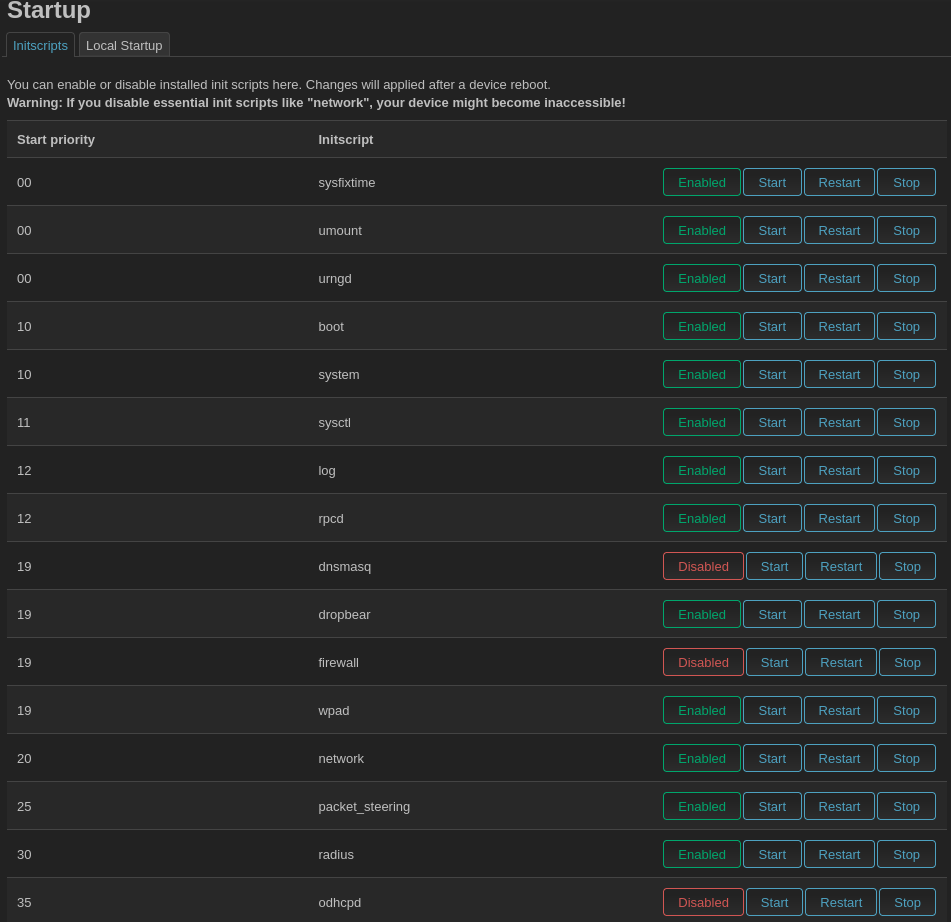 Startup
Initscripts Local Startup
You can enable or disable installed init scripts here. Changes will applied after a device reboot.
Warning: If you disable essential init scripts like "network", your device might become inaccessible!
Start priority Initscript
00 sysfixtime Enabled Start Restart Stop
00 umount Enabled Start Restart Stop
00 urngd Enabled Start Restart Stop
10 boot Enabled Start Restart Stop
10 system Enabled Start Restart Stop
11 sysctl Enabled Start Restart Stop
12 log Enabled Start Restart Stop
12 rpcd Enabled Start Restart Stop
19 dnsmasq Disabled Start Restart Stop
19 dropbear Enabled Start Restart Stop
19 firewall Disabled Start Restart Stop
19 wpad Enabled Start Restart Stop
20 network Enabled Start Restart Stop
25 packet_steering Enabled Start Restart Stop
30 radius Enabled Start Restart Stop
35 odhcpd Disabled Start Restart Stop